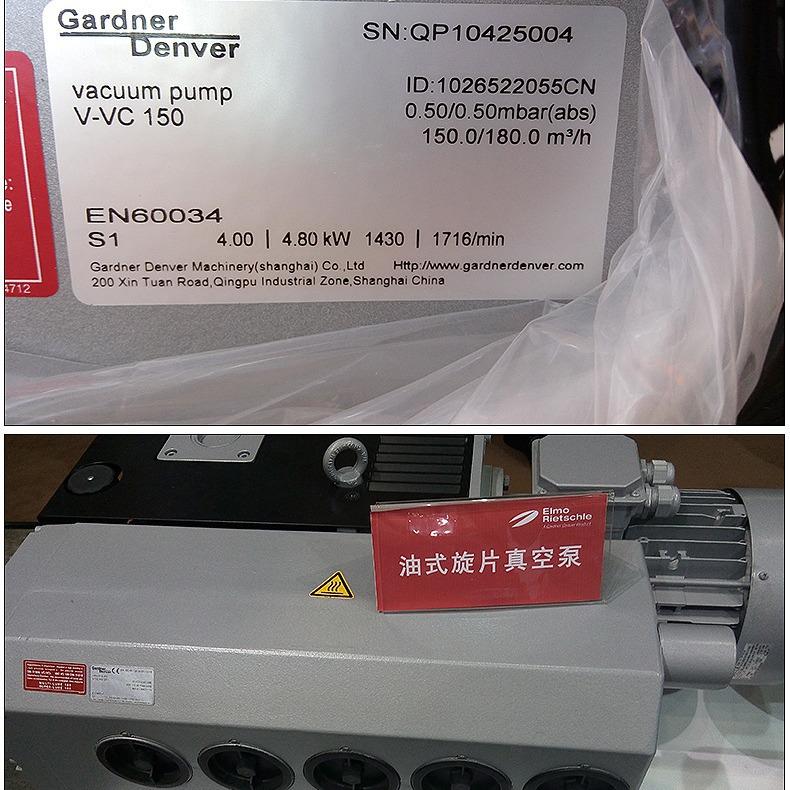 Gardner
Denver
SN:QP10425004
vacuum pump
V-VC 150
ID:1026522055CN
0.50/0.50mbar(abs)
150.0/180.0 m³/h
EN60034
S1 4.00 | 4.80 kW 1430 | 1716/min
Gardner Denver Machinery(shanghai) Co.,Ltd Http://www.gardnerdenver.com
200 Xin Tuan Road,Qingpu Industrial Zone,Shanghai China
4712
Elmo
Rietschle
油式旋片真空泵
Gardner
Denver